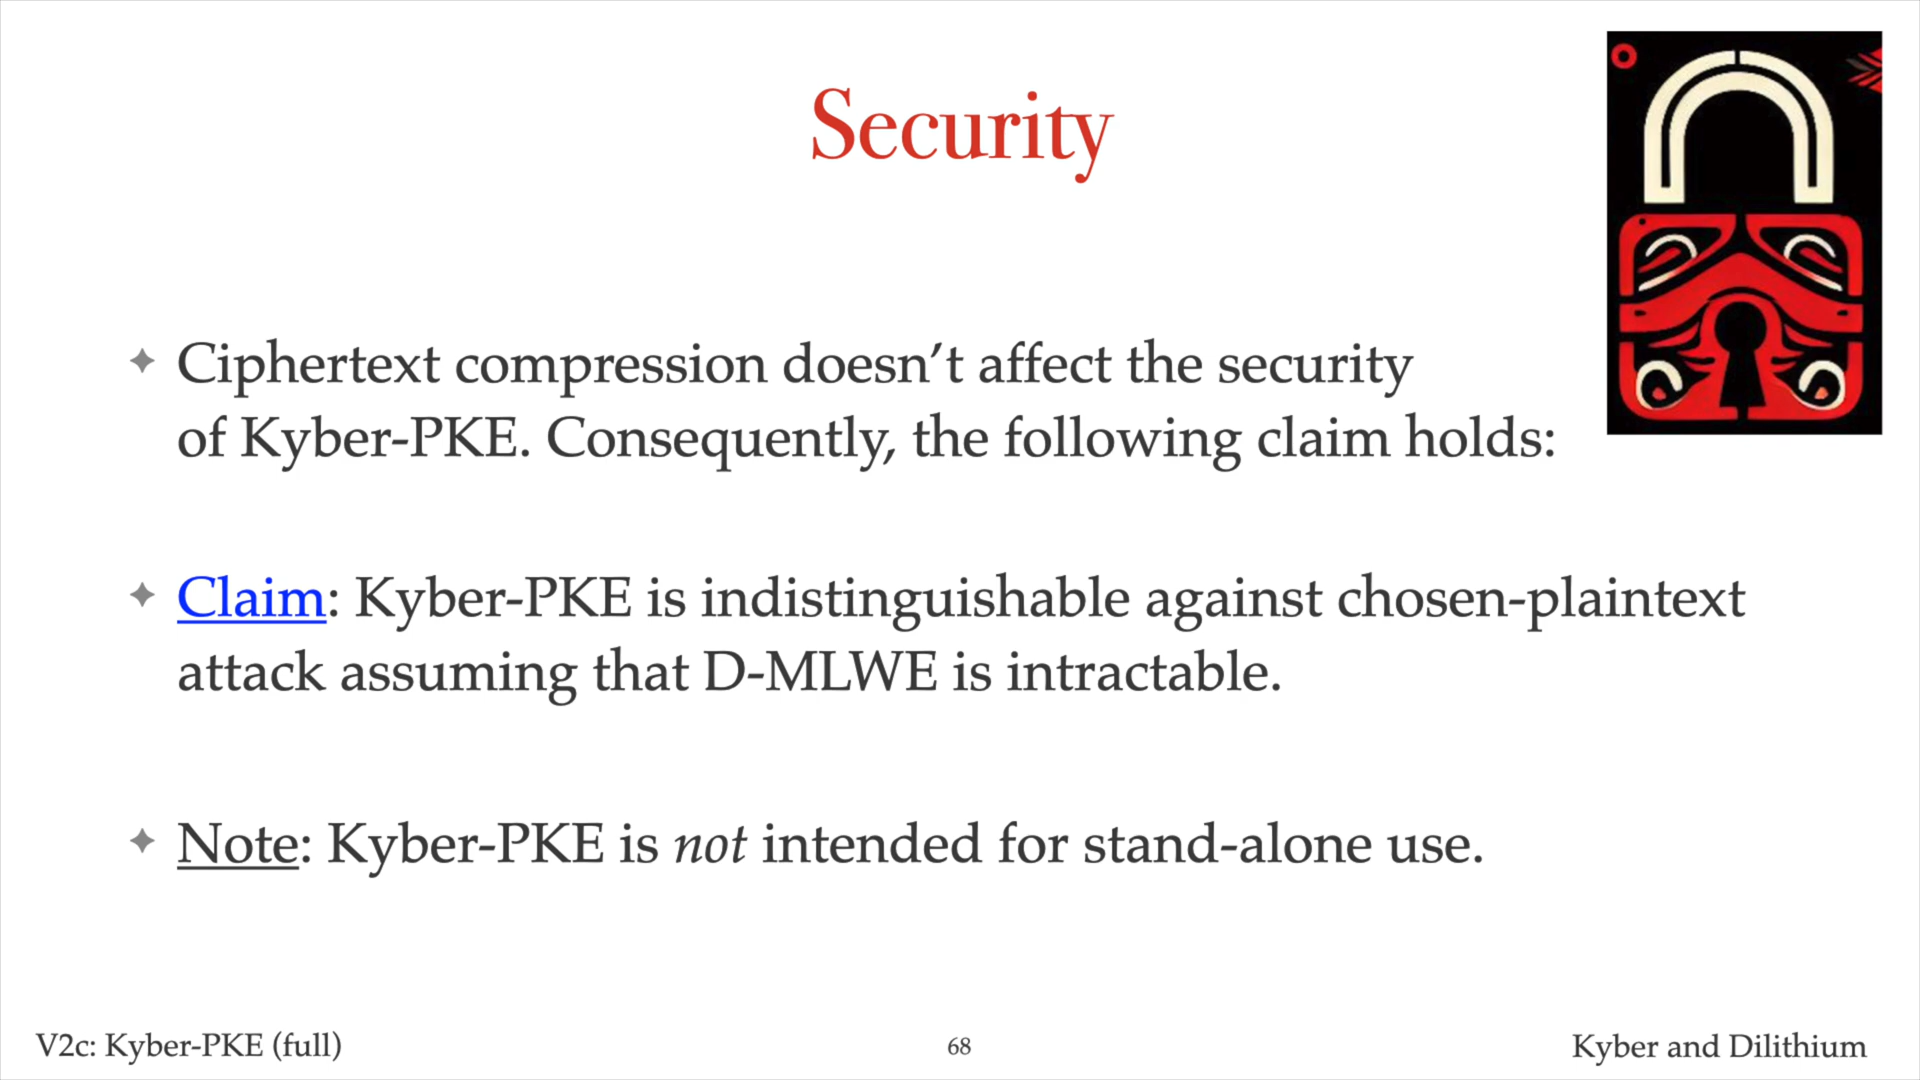 Security
✦ Ciphertext compression doesn’t affect the security
of Kyber-PKE. Consequently, the following claim holds:
✦ Claim: Kyber-PKE is indistinguishable against chosen-plaintext
attack assuming that D-MLWE is intractable.
✦ Note: Kyber-PKE is not intended for stand-alone use.
V2c: Kyber-PKE (full)
68
Kyber and Dilithium